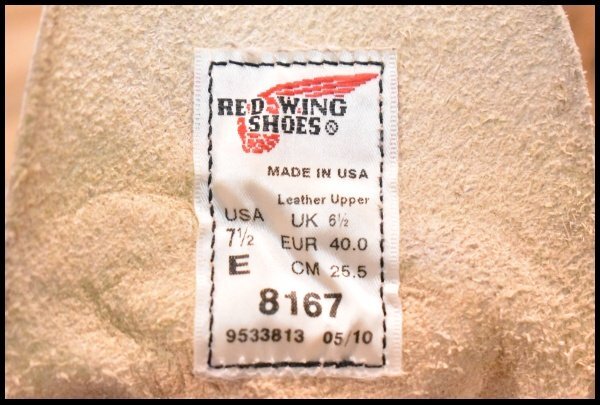 RED WING
SHOES®
MADE IN USA
Leather Upper
USA UK 6½
7½ EUR 40.0
E CM 25.5
8167
9533813 05/10